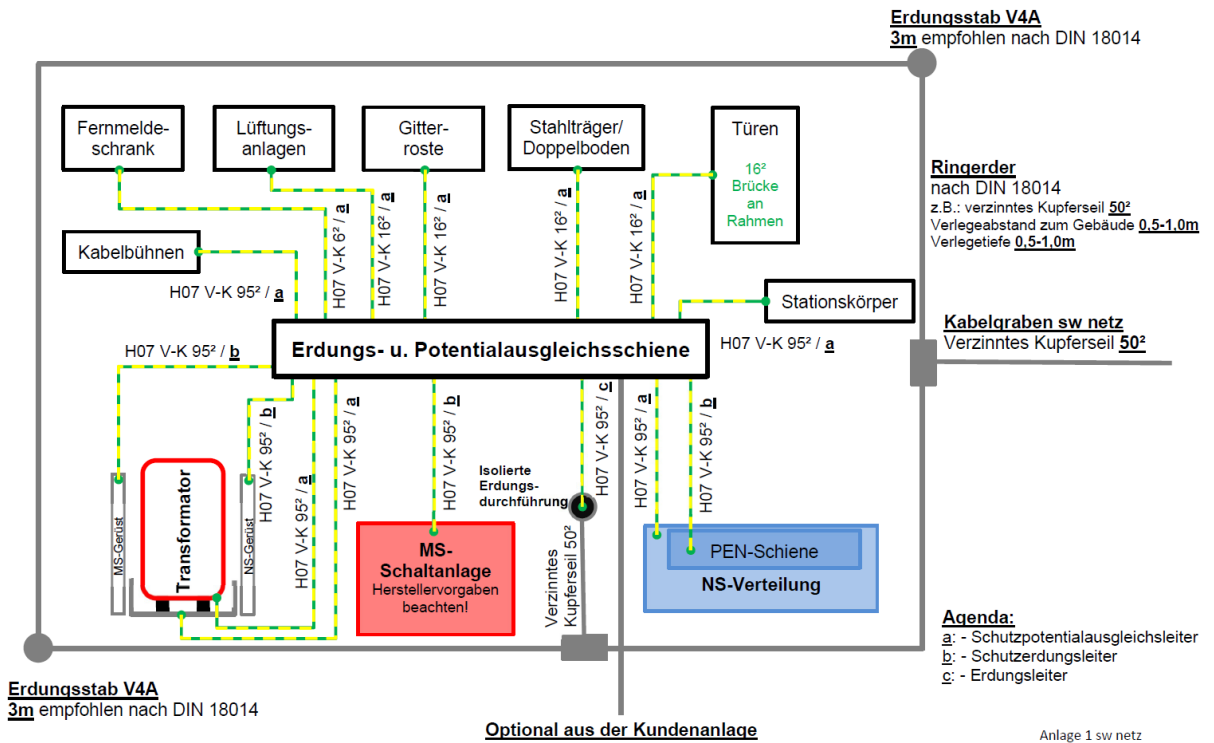 Erdungsstab V4A
3m empfohlen nach DIN 18014
Fernmelde-
schrank
Lüftungs-
anlagen
Gitter-
roste
Stahlträger/
Doppelboden
Türen
16²
Brücke
an
Rahmen
Ringerder
nach DIN 18014
z.B.: verzinntes Kupferseil 50²
Verlegeabstand zum Gebäude 0,5-1,0m
Verlegetiefe 0,5-1,0m
H07 V-K 6² / a
H07 V-K 16² / a
H07 V-K 16² / a
H07 V-K 16² / a
H07 V-K 16² / a
Kabelbühnen
H07 V-K 95² / a
Stationskörper
H07 V-K 95² / a
Erdungs- u. Potentialausgleichsschiene
Kabelgraben sw netz
Verzinntes Kupferseil 50²
H07 V-K 95² / b
H07 V-K 95² / b
H07 V-K 95² / a
H07 V-K 95² / a
H07 V-K 95² / b
H07 V-K 95² / c
H07 V-K 95² / a
H07 V-K 95² / b
MS-Gerüst
Transformator
NS-Gerüst
Isolierte
Erdungs-
durchführung
MS-
Schaltanlage
Herstellervorgaben
beachten!
Verzinntes
Kupferseil 50²
PEN-Schiene
NS-Verteilung
Agenda:
a: - Schutzpotentialausgleichsleiter
b: - Schutzerdungsleiter
c: - Erdungsleiter
Erdungsstab V4A
3m empfohlen nach DIN 18014
Optional aus der Kundenanlage
Anlage 1 sw netz